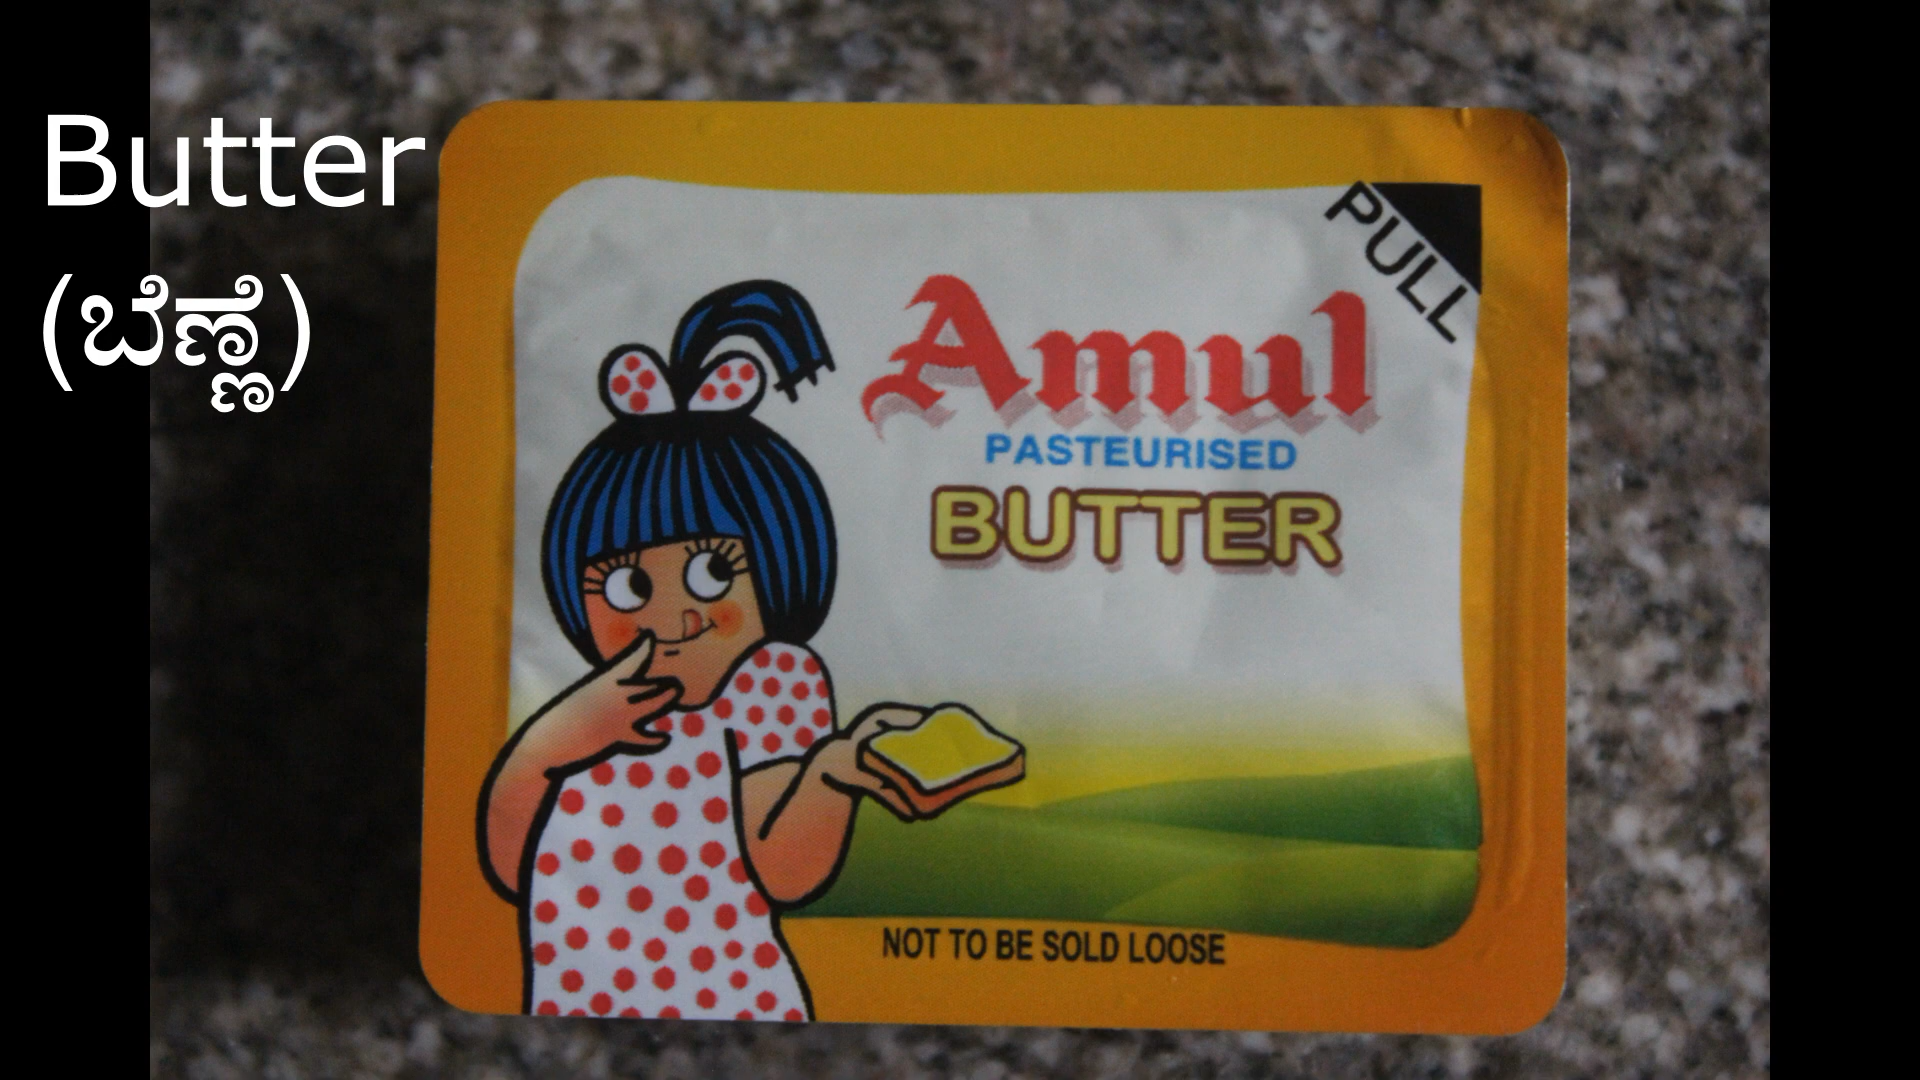 Butter
(ಬೆಣ್ಣೆ)
PULL
Amul
PASTEURISED
BUTTER
NOT TO BE SOLD LOOSE